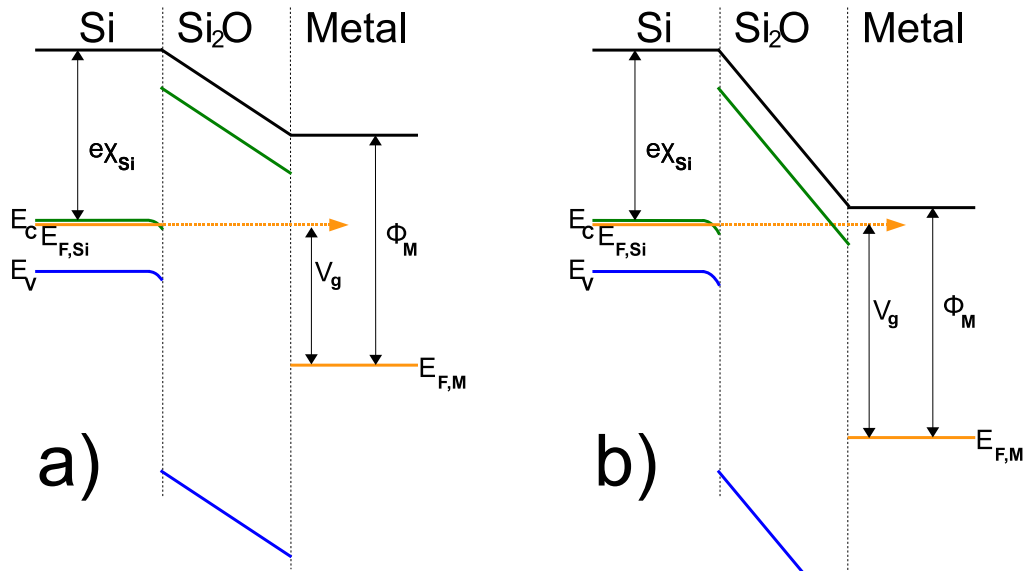 Si Si₂O Metal
eχSi
EC EF,Si
EV
Vg
ΦM
EF,M
a)
Si Si₂O Metal
eχSi
EC EF,Si
EV
Vg
ΦM
EF,M
b)